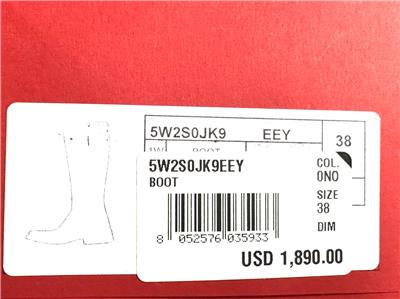 5W2S0JK9 EEY
38
BOOT
5W2S0JK9EEY
BOOT
COL.
0NO
SIZE
38
DIM
8 052576 035933
USD 1,890.00